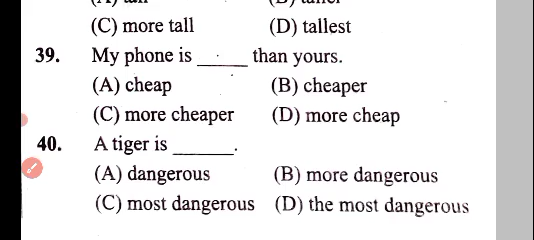 (C) more tall (D) tallest
39. My phone is _____ than yours.
(A) cheap (B) cheaper
(C) more cheaper (D) more cheap
40. A tiger is ______.
(A) dangerous (B) more dangerous
(C) most dangerous (D) the most dangerous